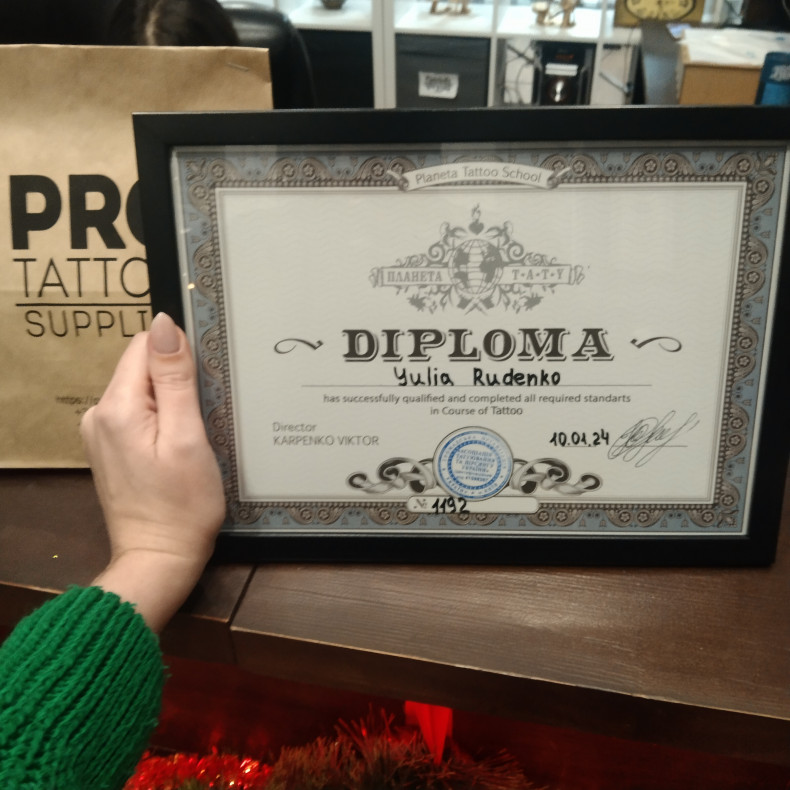 PRO
TATTO
SUPPLI
https://
Planeta Tattoo School
ПЛАНЕТА Т•А•Т•У
DIPLOMA
Yulia Rudenko
has successfully qualified and completed all required standarts
in Course of Tattoo
Director
KARPENKO VIKTOR
10.01.24
№ 1192